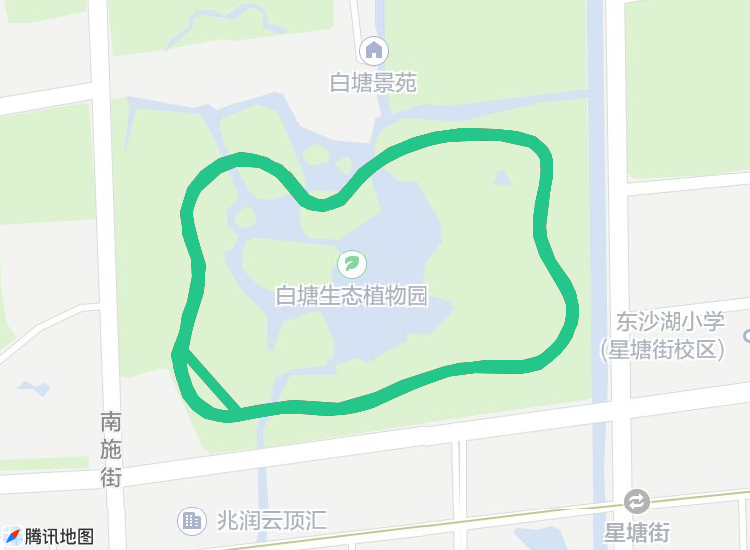 白塘景苑
白塘生态植物园
东沙湖小学
(星塘街校区)
南
施
街
兆润云顶汇
星塘街
腾讯地图